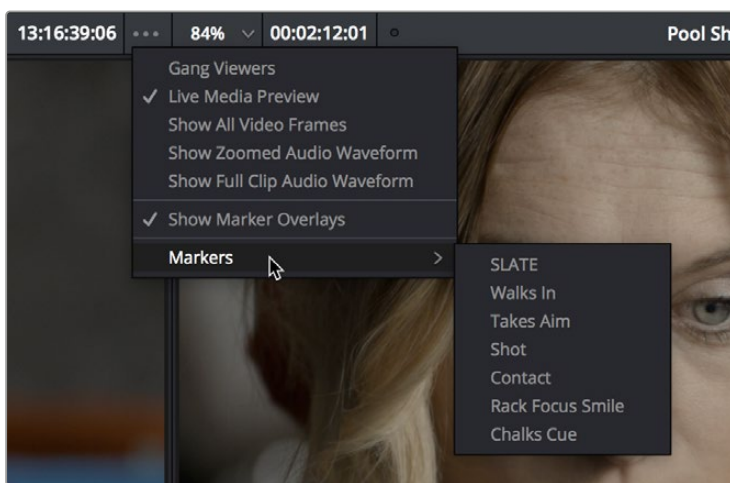 13:16:39:06 ••• 84% 00:02:12:01 Pool Sh
Gang Viewers
✓ Live Media Preview
Show All Video Frames
Show Zoomed Audio Waveform
Show Full Clip Audio Waveform
✓ Show Marker Overlays
Markers >
SLATE
Walks In
Takes Aim
Shot
Contact
Rack Focus Smile
Chalks Cue